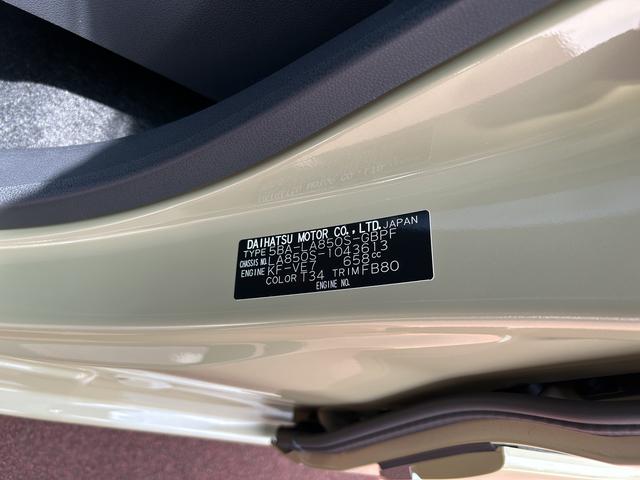 DAIHATSU MOTOR CO., LTD. JAPAN
TYPE 5BA-LA850S-GBPF
CHASSIS NO. LA850S-1043613
ENGINE KF-VE7 658cc
COLOR T34 TRIM FB80
ENGINE NO.